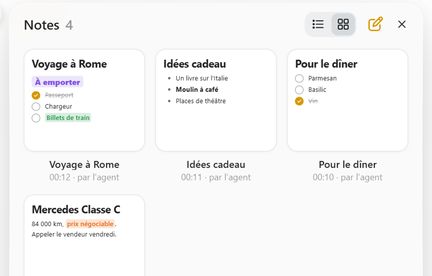 Notes 4
Voyage à Rome
À emporter
Passeport
Chargeur
Billets de train
Idées cadeau
Un livre sur l'Italie
Moulin à café
Places de théâtre
Pour le dîner
Parmesan
Basilic
Vin
Voyage à Rome
00:12 · par l'agent
Idées cadeau
00:11 · par l'agent
Pour le dîner
00:10 · par l'agent
Mercedes Classe C
84 000 km, prix négociable.
Appeler le vendeur vendredi.